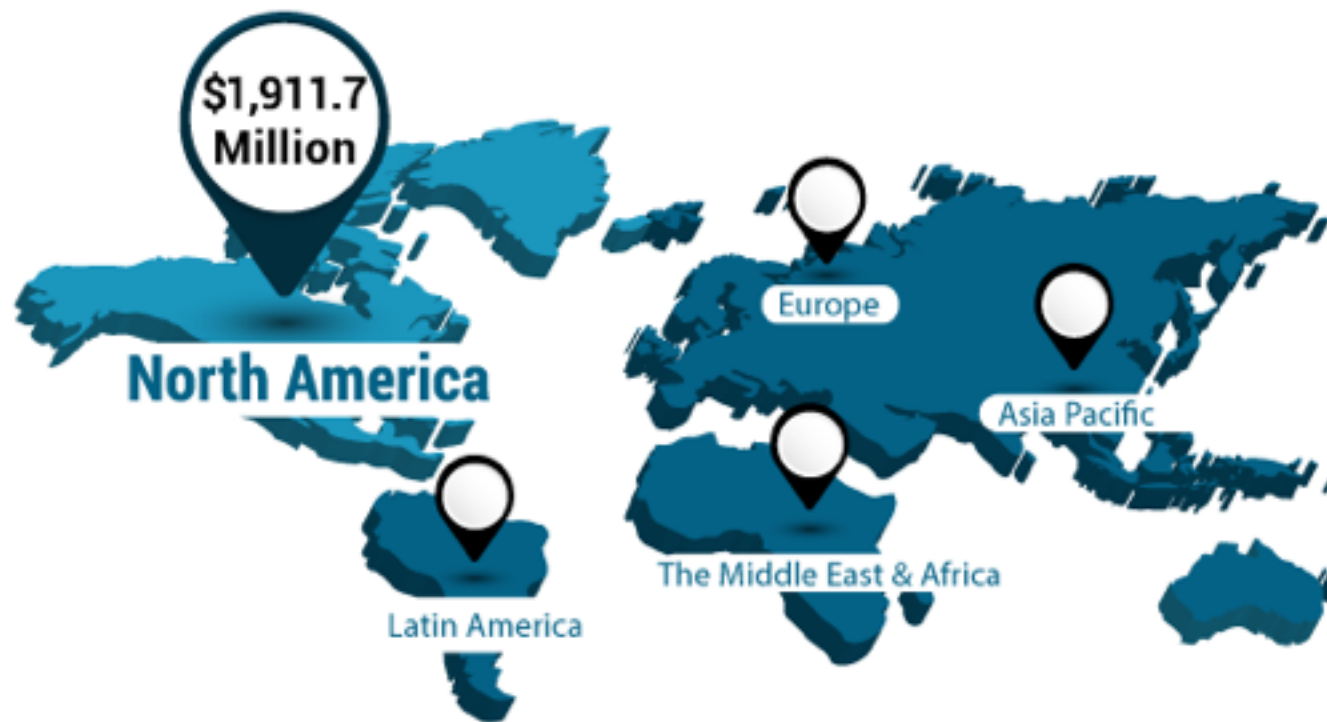 $1,911.7
Million
North America
Europe
Asia Pacific
The Middle East & Africa
Latin America